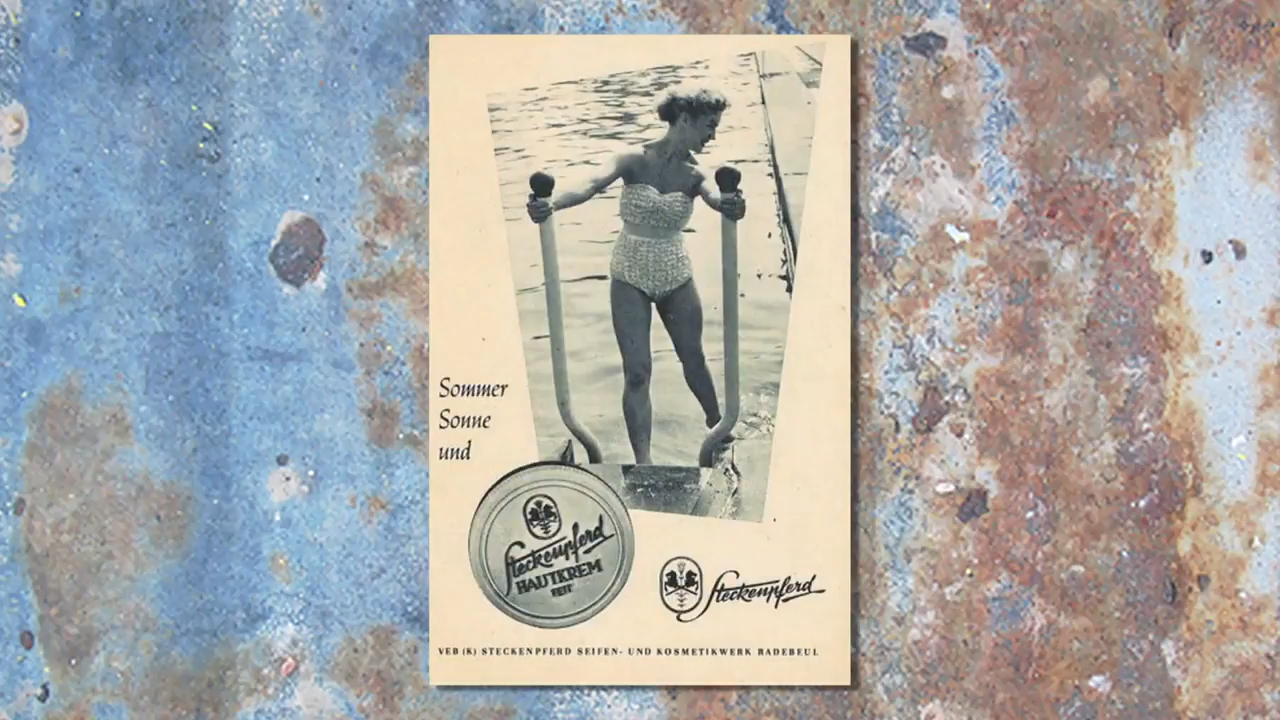 Sommer
Sonne
und
Steckenpferd
HAUTKREM
FETT
Steckenpferd
VEB (K) STECKENPFERD SEIFEN- UND KOSMETIKWERK RADEBEUL